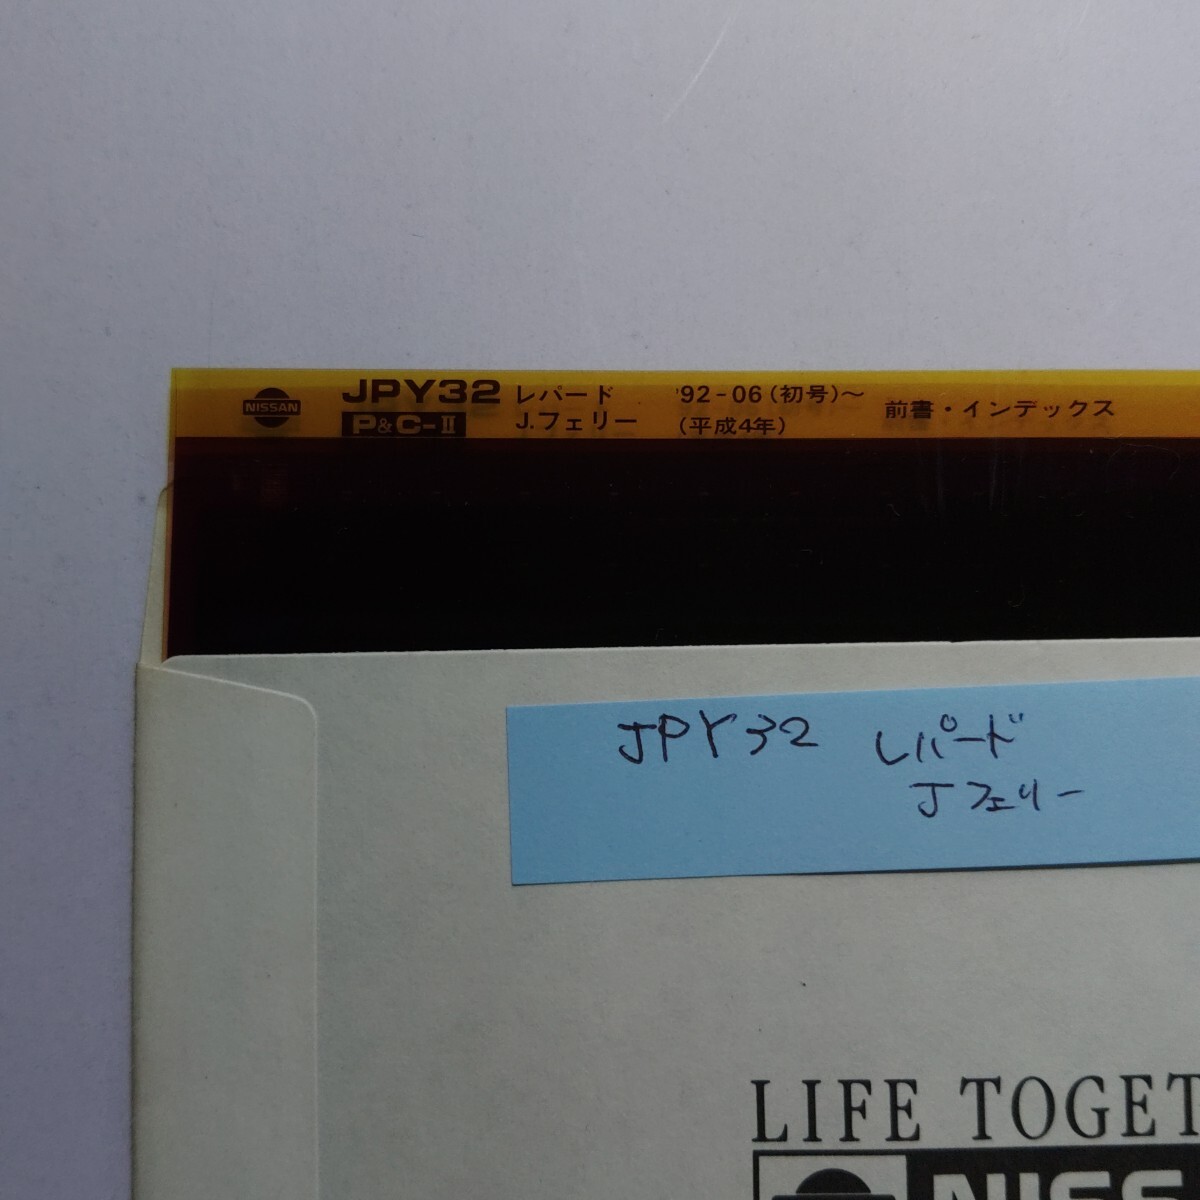 NISSAN
JPY32 レパード '92-06(初号)～ 前書・インデックス
P&C-II J.フェリー (平成4年)
JPY32 レパード
Jフェリー
LIFE TOGET
NISS